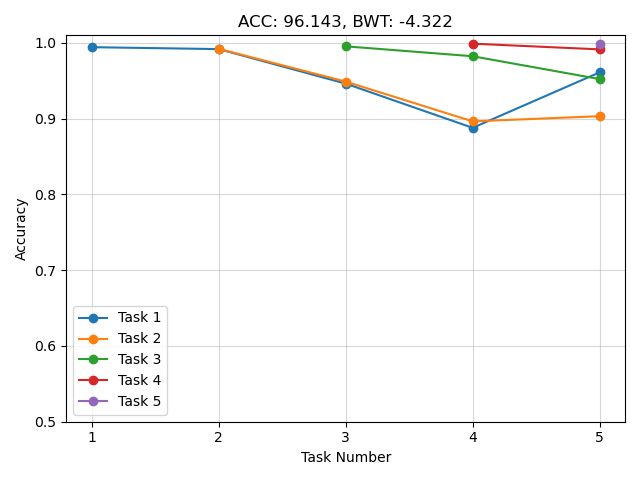 ACC: 96.143, BWT: -4.322
1.0
0.9
0.8
0.7
0.6
0.5
Accuracy
Task 1
Task 2
Task 3
Task 4
Task 5
1 2 3 4 5
Task Number